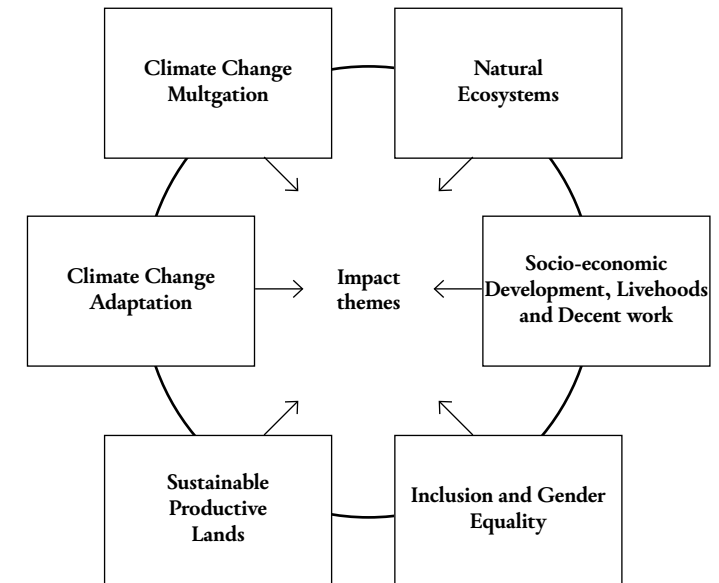 Climate Change
Multgation
Natural
Ecosystems
Climate Change
Adaptation
Impact
themes
Socio-economic
Development, Livehoods
and Decent work
Sustainable
Productive
Lands
Inclusion and Gender
Equality